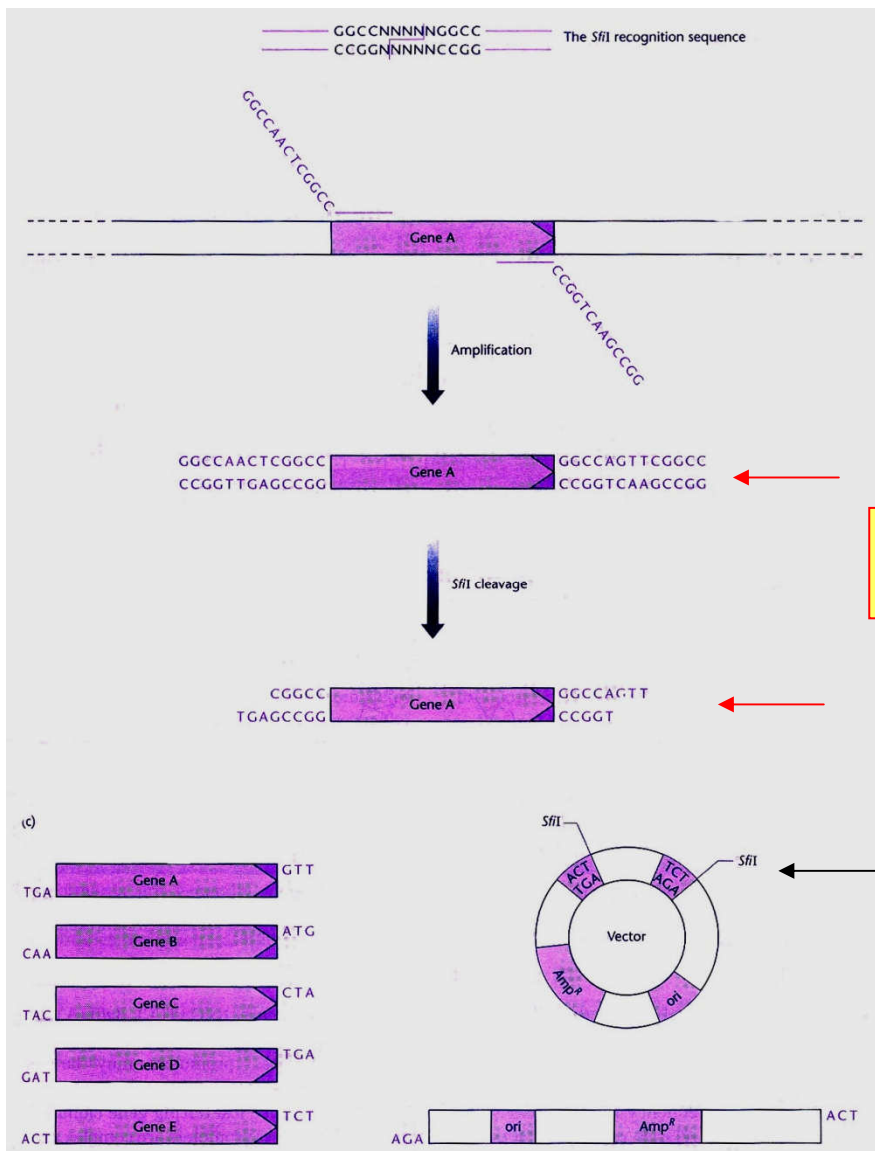 GGCCNNNNNGGCC
CCGGNNNNNCCGG
The SfiI recognition sequence
GGCCAACTCGGCC
Gene A
CCGGTCAAGCCGG
Amplification
GGCCAACTCGGCC Gene A GGCCAGTTCGGCC
CCGGTTGAGCCGG CCGGTCAAGCCGG
SfiI cleavage
CGGCC Gene A GGCCAGTT
TGAGCCGG CCGGT
(c)
TGA Gene A GTT
CAA Gene B ATG
TAC Gene C CTA
GAT Gene D TGA
ACT Gene E TCT
SfiI
SfiI
ACT
TGA
TCT
AGA
Vector
AmpR
ori
AGA ori AmpR ACT